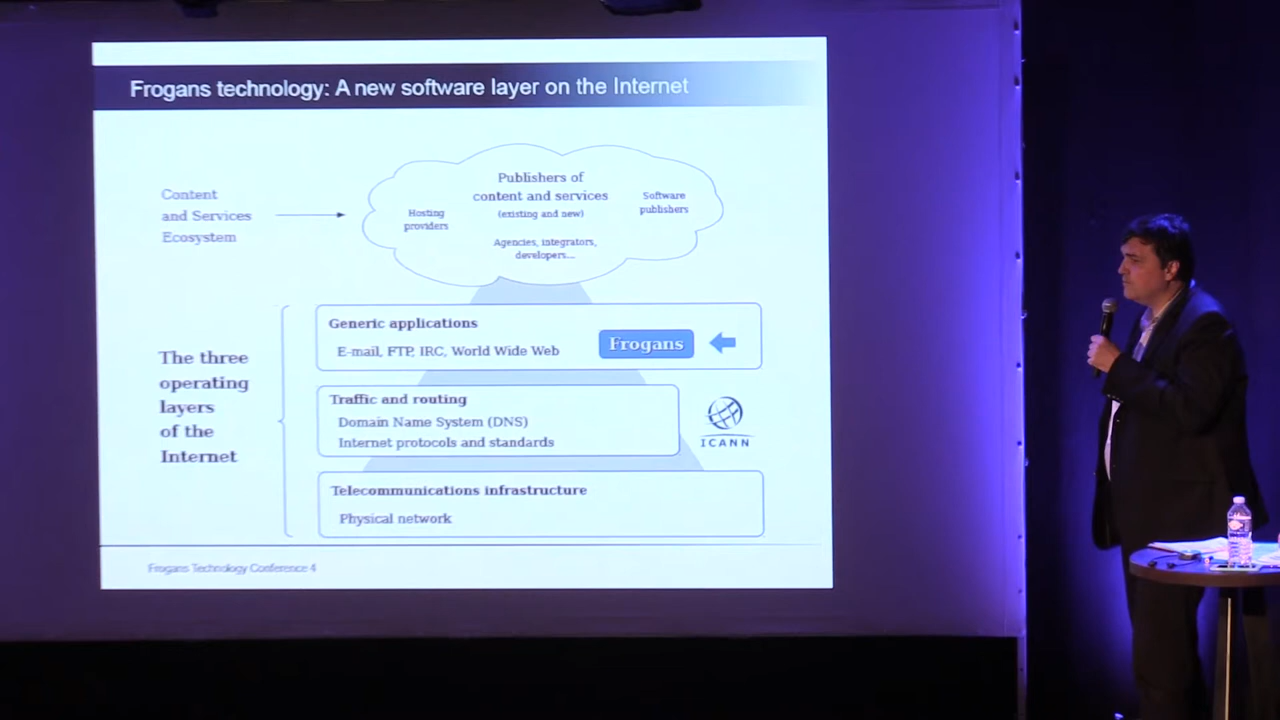 Frogans technology: A new software layer on the Internet
Content
and Services
Ecosystem
Publishers of
content and services
(existing and new)
Hosting
providers
Software
publishers
Agencies, integrators,
developers...
The three
operating
layers
of the
Internet
Generic applications
E-mail, FTP, IRC, World Wide Web
Frogans
Traffic and routing
Domain Name System (DNS)
Internet protocols and standards
ICANN
Telecommunications infrastructure
Physical network
Frogans Technology Conference 4